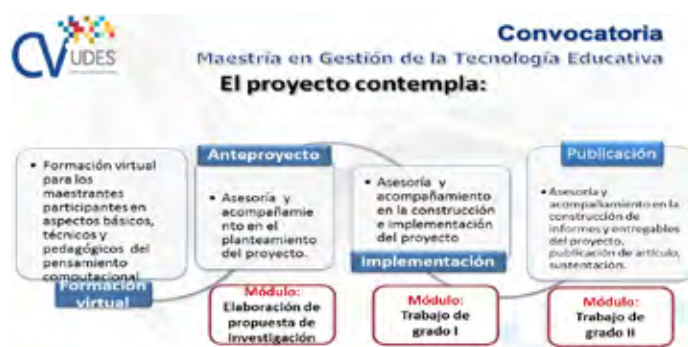 CV UDES
Convocatoria
Maestría en Gestión de la Tecnología Educativa
El proyecto contempla:
• Formación virtual
para los
maestrantes
participantes en
aspectos básicos,
técnicos y
pedagógicos del
pensamiento
computacional
Formación
virtual
Anteproyecto
• Asesoría y
acompañamie
nto en el
planteamiento
del proyecto.
Módulo:
Elaboración de
propuesta de
Investigación
• Asesoría y
acompañamiento
en la construcción
e implementación
del proyecto
Implementación
Módulo:
Trabajo de
grado I
Publicación
• Asesoría y
acompañamiento en la
construcción de
informes y entregables
del proyecto,
publicación de artículo,
sustentación.
Módulo:
Trabajo de
grado II